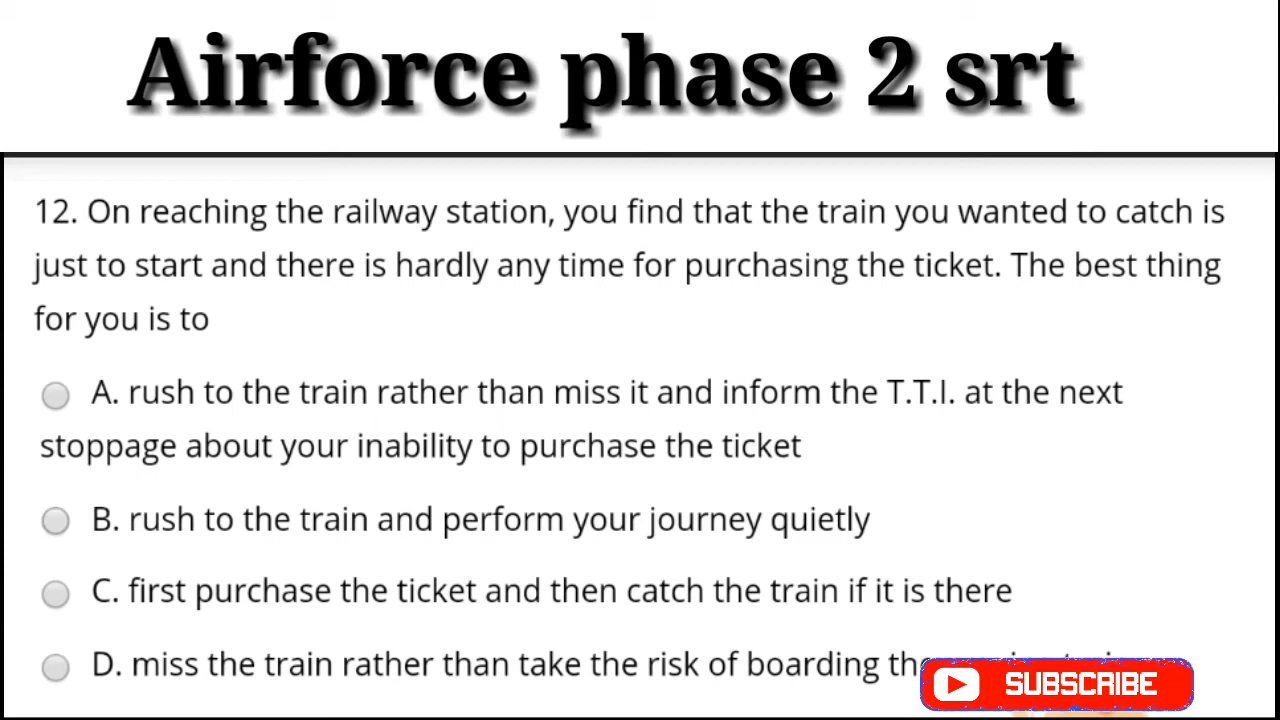 Airforce phase 2 srt
12. On reaching the railway station, you find that the train you wanted to catch is
just to start and there is hardly any time for purchasing the ticket. The best thing
for you is to
A. rush to the train rather than miss it and inform the T.T.I. at the next
stoppage about your inability to purchase the ticket
B. rush to the train and perform your journey quietly
C. first purchase the ticket and then catch the train if it is there
D. miss the train rather than take the risk of boarding
SUBSCRIBE